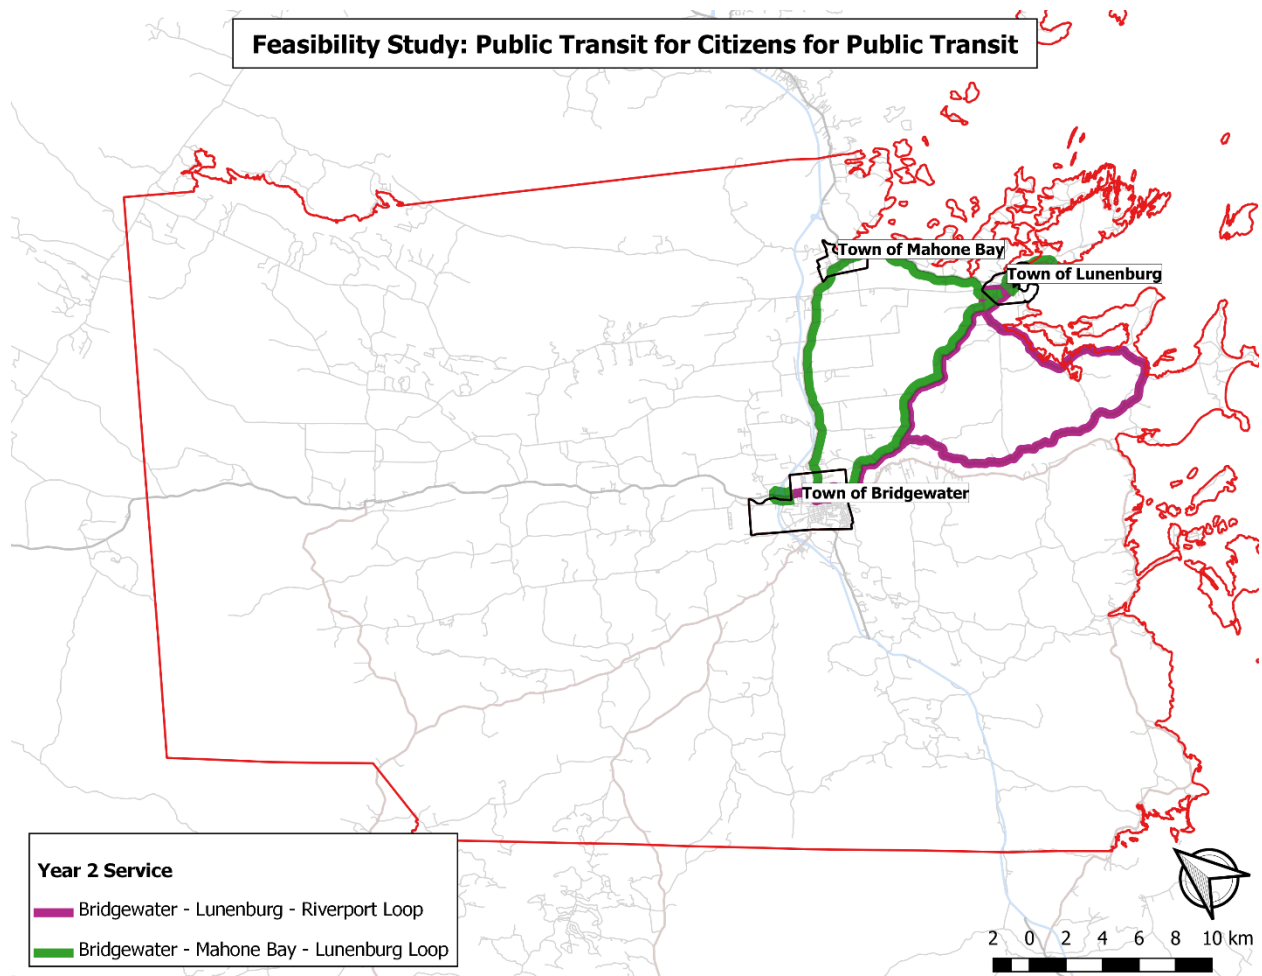 Feasibility Study: Public Transit for Citizens for Public Transit
Town of Mahone Bay
Town of Lunenburg
Town of Bridgewater
Year 2 Service
Bridgewater - Lunenburg - Riverport Loop
Bridgewater - Mahone Bay - Lunenburg Loop
2 0 2 4 6 8 10 km